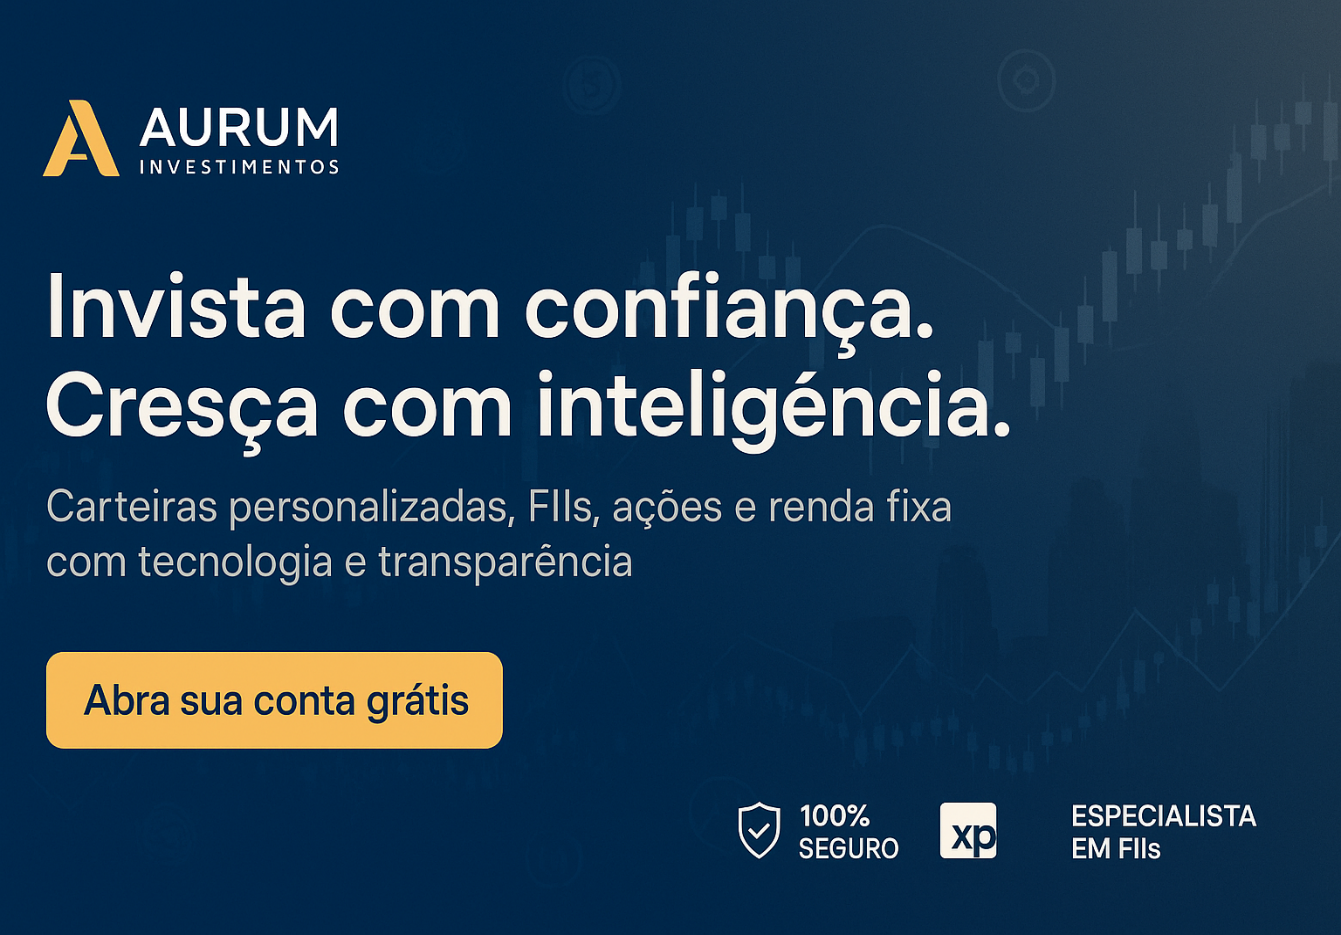 AURUM
INVESTIMENTOS
Invista com confiança.
Cresça com inteligéncia.
Carteiras personalizadas, FIIs, ações e renda fixa
com tecnologia e transparência
Abra sua conta grátis
100%
SEGURO
xp
ESPECIALISTA
EM FIIs